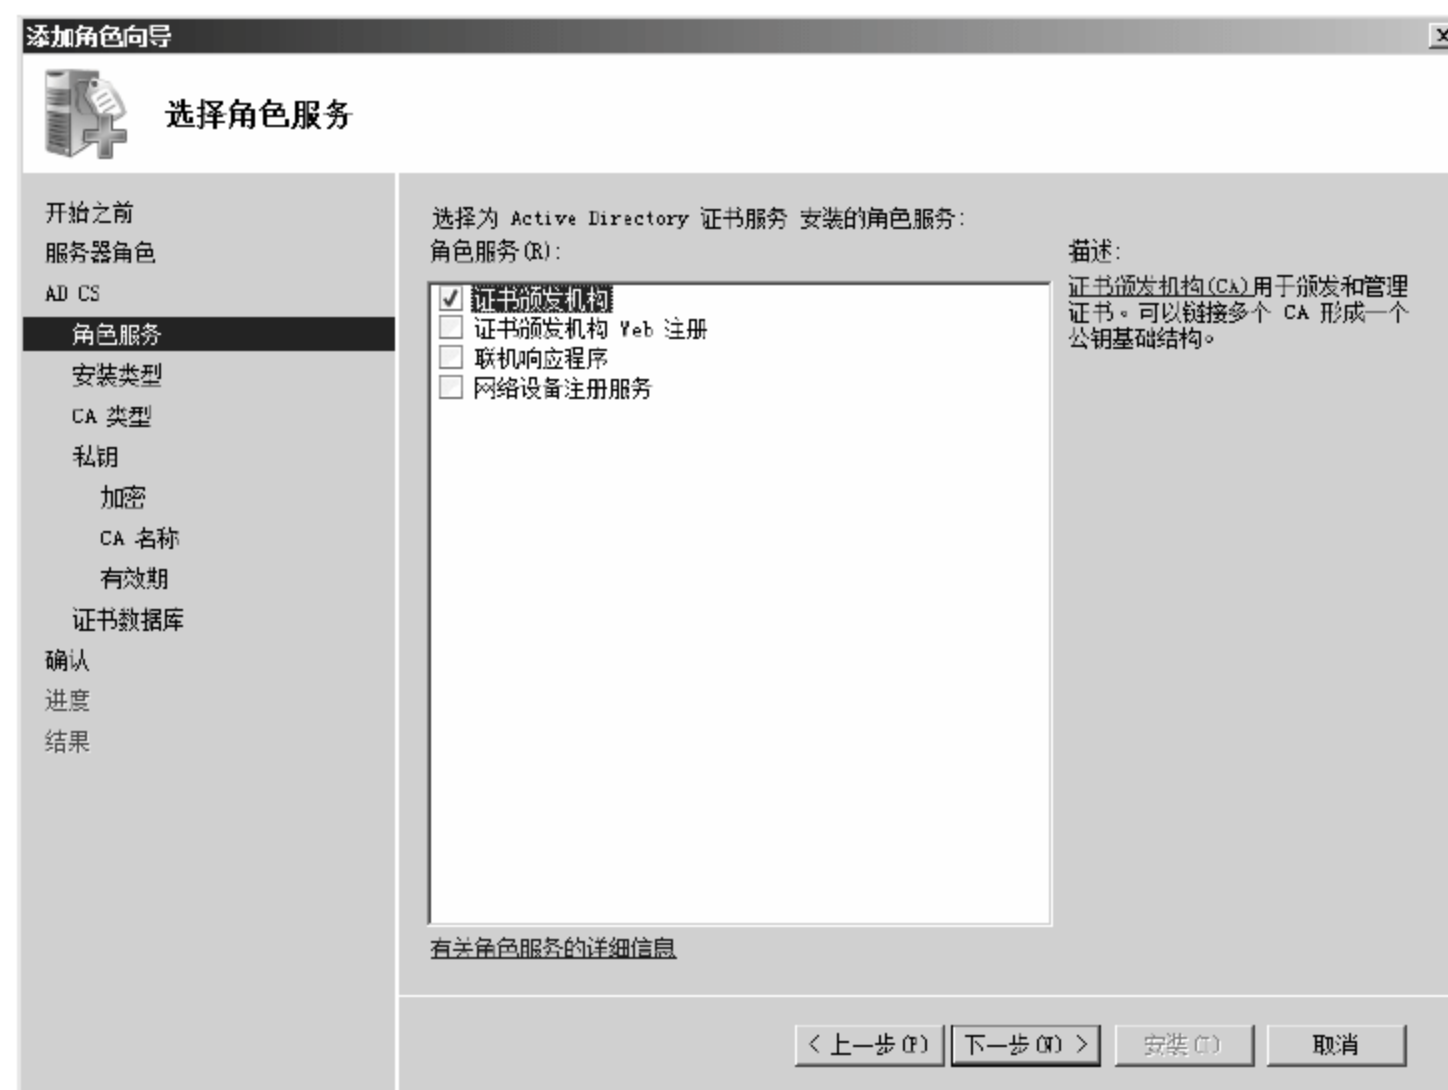 添加角色向导
选择角色服务
开始之前
服务器角色
AD CS
角色服务
安装类型
CA 类型
私钥
加密
CA 名称
有效期
证书数据库
确认
进度
结果
选择为 Active Directory 证书服务 安装的角色服务:
角色服务(R):
证书颁发机构
证书颁发机构 Web 注册
联机响应程序
网络设备注册服务
有关角色服务的详细信息
描述:
证书颁发机构(CA)用于颁发和管理
证书。可以链接多个 CA 形成一个
公钥基础结构。
< 上一步(P)
下一步(N) >
安装(I)
取消